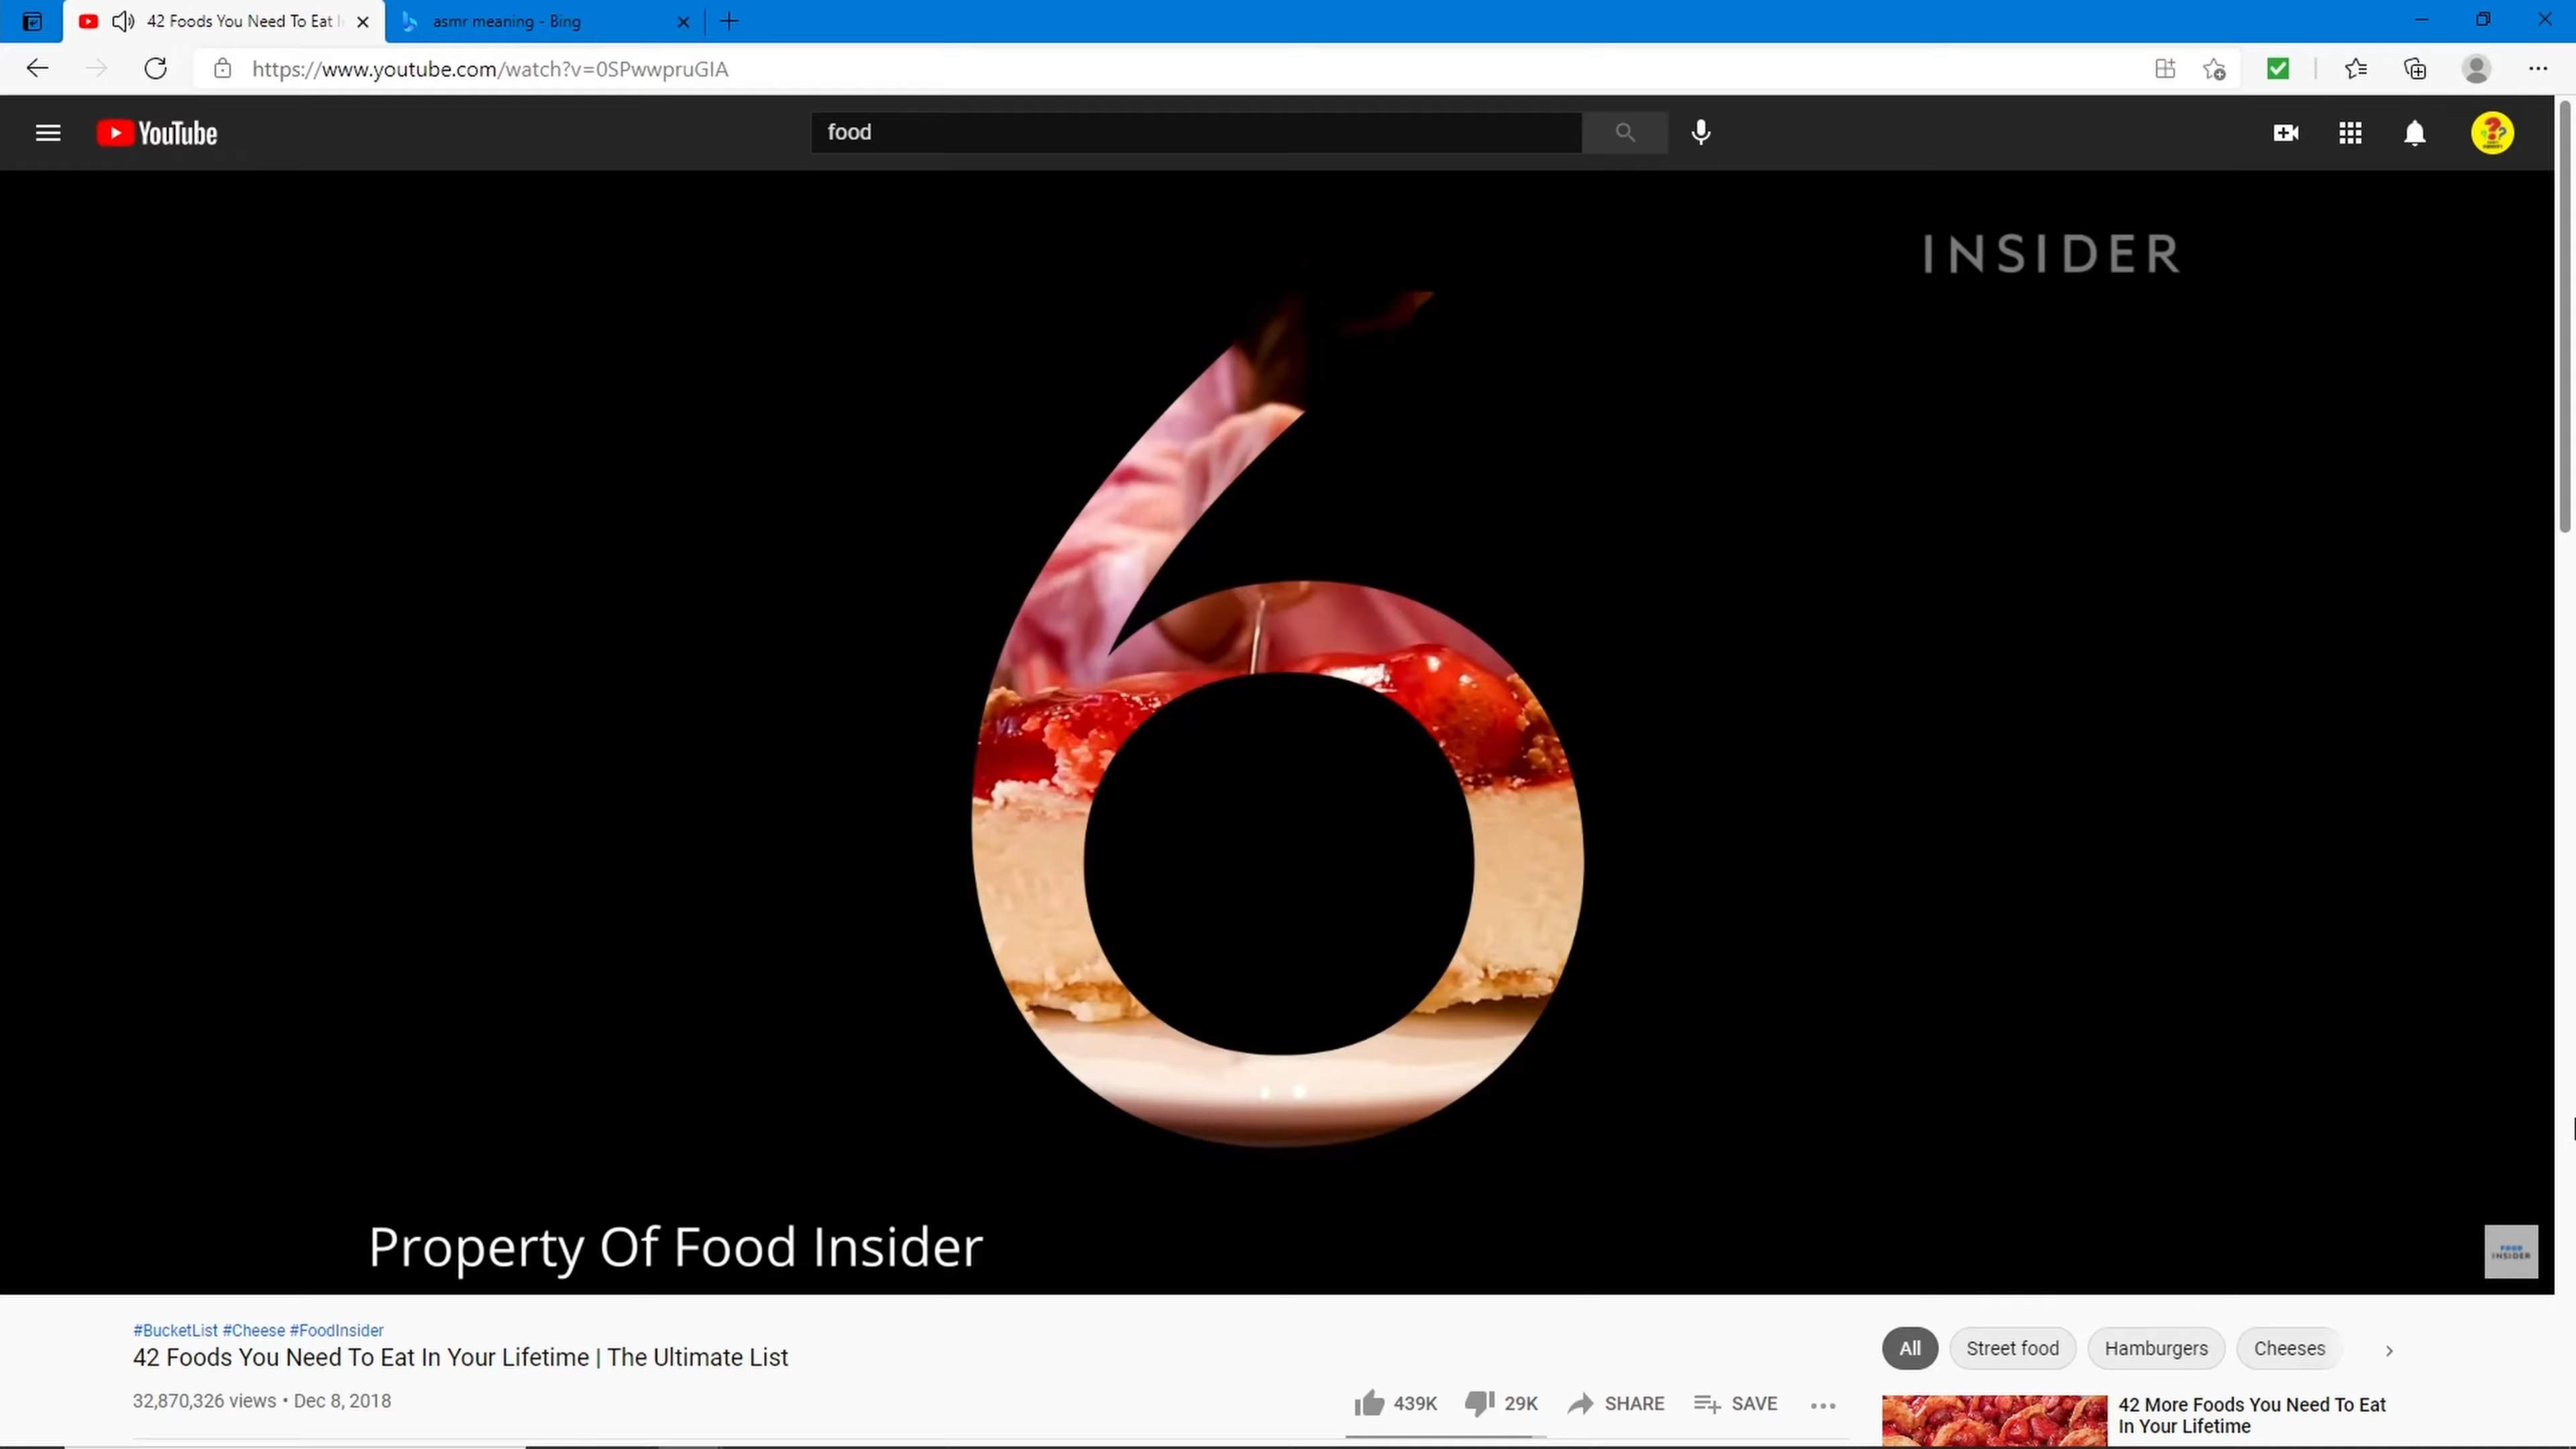 42 Foods You Need To Eat I
asmr meaning - Bing
https://www.youtube.com/watch?v=0SPwwpruGIA
YouTube
food
INSIDER
6
Property Of Food Insider
FOOD
INSIDER
#BucketList #Cheese #FoodInsider
42 Foods You Need To Eat In Your Lifetime | The Ultimate List
32,870,326 views • Dec 8, 2018
439K
29K
SHARE
SAVE
All
Street food
Hamburgers
Cheeses
42 More Foods You Need To Eat
In Your Lifetime